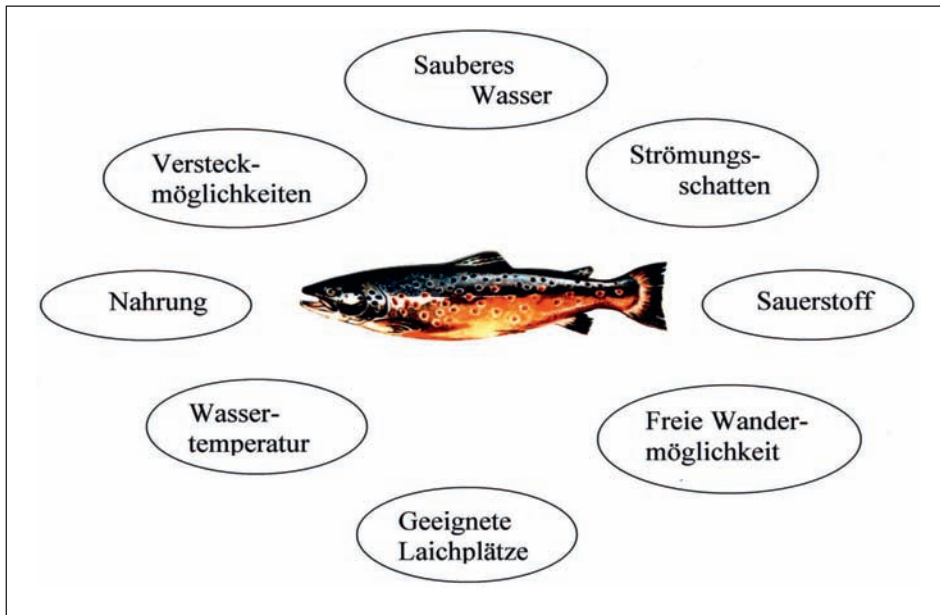 Sauberes
Wasser
Versteck-
möglichkeiten
Strömungs-
schatten
Nahrung
Sauerstoff
Wasser-
temperatur
Freie Wander-
möglichkeit
Geeignete
Laichplätze